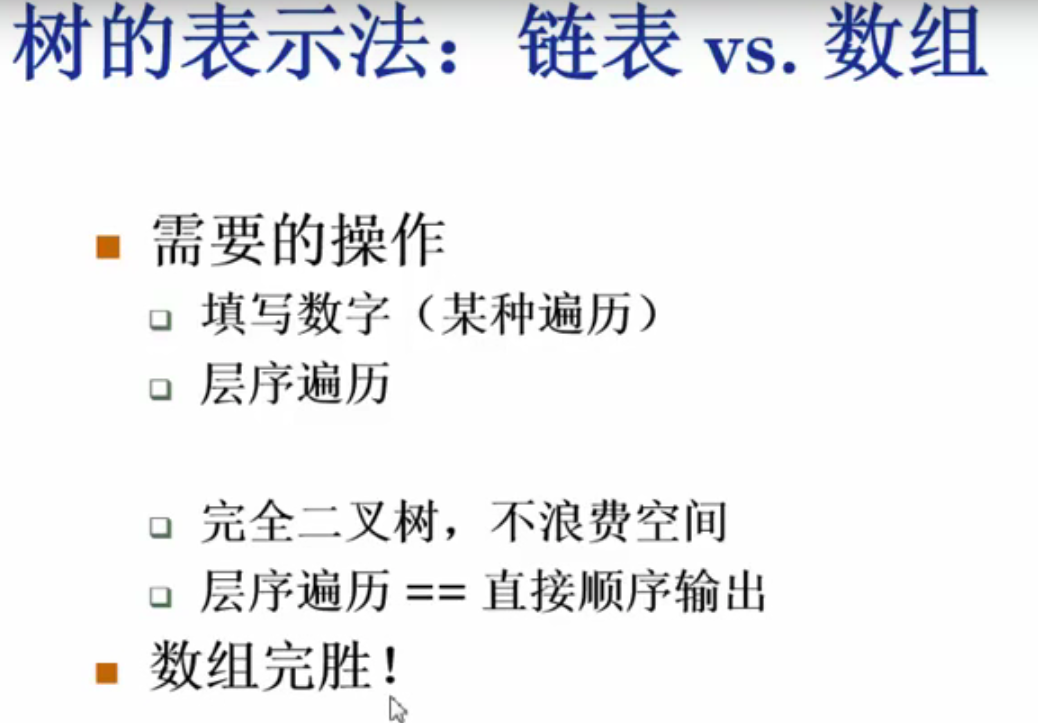 树的表示法：链表 vs. 数组
需要的操作
填写数字（某种遍历）
层序遍历
完全二叉树，不浪费空间
层序遍历 == 直接顺序输出
数组完胜！